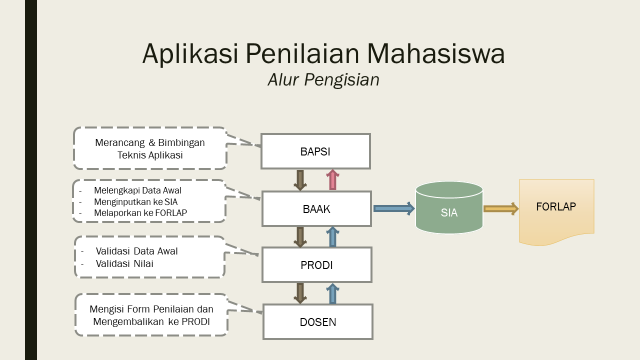 Aplikasi Penilaian Mahasiswa
Alur Pengisian
Merancang & Bimbingan
Teknis Aplikasi
BAPSI
- Melengkapi Data Awal
- Menginputkan ke SIA
- Melaporkan ke FORLAP
BAAK
SIA
FORLAP
- Validasi Data Awal
- Validasi Nilai
PRODI
Mengisi Form Penilaian dan
Mengembalikan ke PRODI
DOSEN